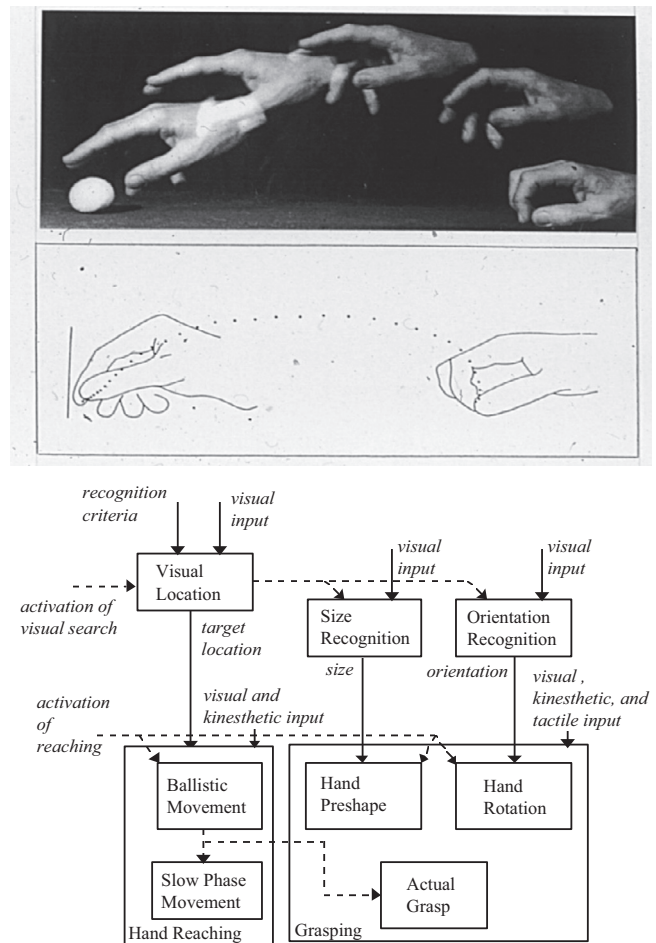 recognition
criteria
visual
input
activation of
visual search
Visual
Location
visual
input
visual
input
Size
Recognition
Orientation
Recognition
target
location
size
orientation
activation
of
reaching
visual and
kinesthetic input
visual ,
kinesthetic, and
tactile input
Ballistic
Movement
Hand
Preshape
Hand
Rotation
Slow Phase
Movement
Actual
Grasp
Hand Reaching
Grasping